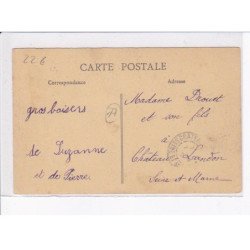 226
CARTE POSTALE
Correspondance
Adresse
gros baisers
de Suzanne
et de Pierre
A
Madame Drouet
et son fils
à
Château Landon
Seine et Marne